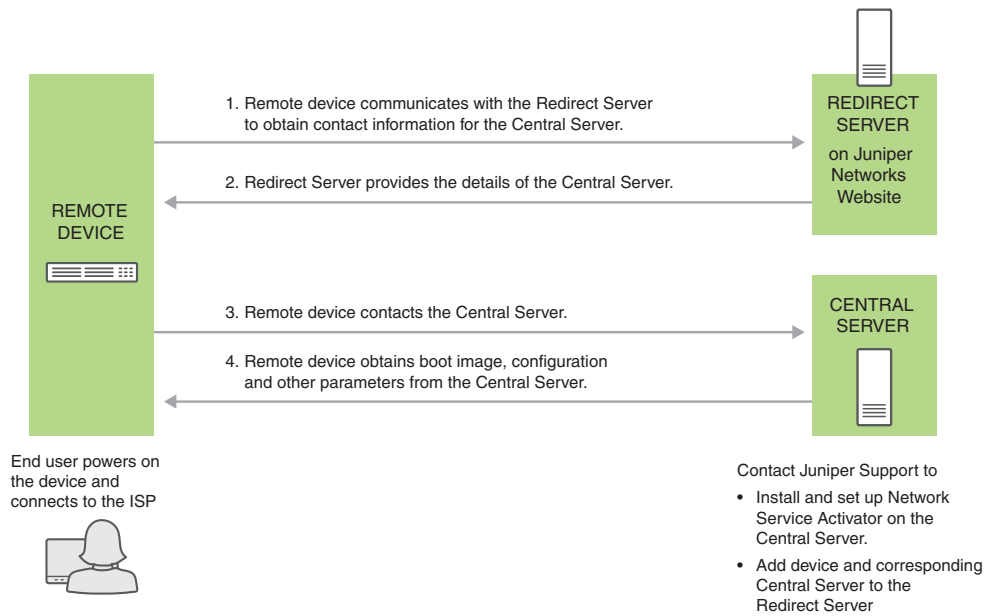 1. Remote device communicates with the Redirect Server
to obtain contact information for the Central Server.
REDIRECT
SERVER
on Juniper
Networks
Website
2. Redirect Server provides the details of the Central Server.
REMOTE
DEVICE
3. Remote device contacts the Central Server.
CENTRAL
SERVER
4. Remote device obtains boot image, configuration
and other parameters from the Central Server.
End user powers on
the device and
connects to the ISP
Contact Juniper Support to
• Install and set up Network
Service Activator on the
Central Server.
• Add device and corresponding
Central Server to the
Redirect Server